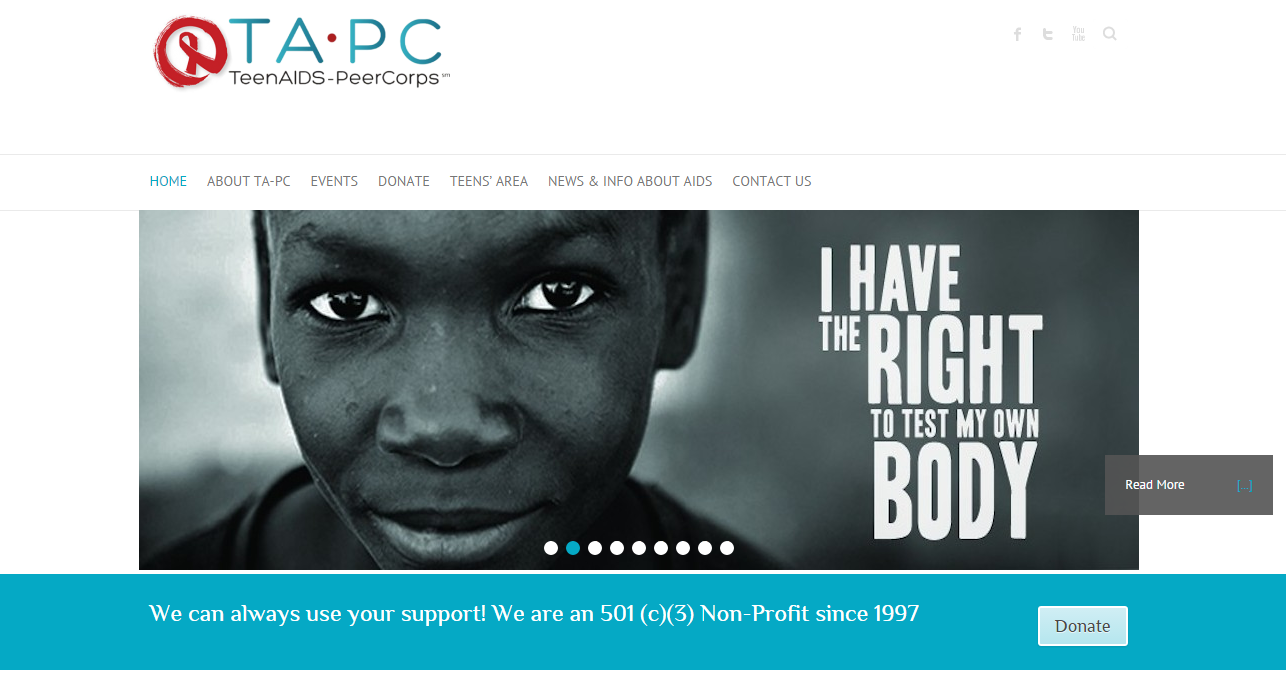 TA·PC
TeenAIDS-PeerCorps℠
You
Tube
HOME ABOUT TA-PC EVENTS DONATE TEENS' AREA NEWS & INFO ABOUT AIDS CONTACT US
I HAVE
THE RIGHT
TO TEST MY OWN
BODY
Read More [...]
We can always use your support! We are an 501 (c)(3) Non-Profit since 1997
Donate